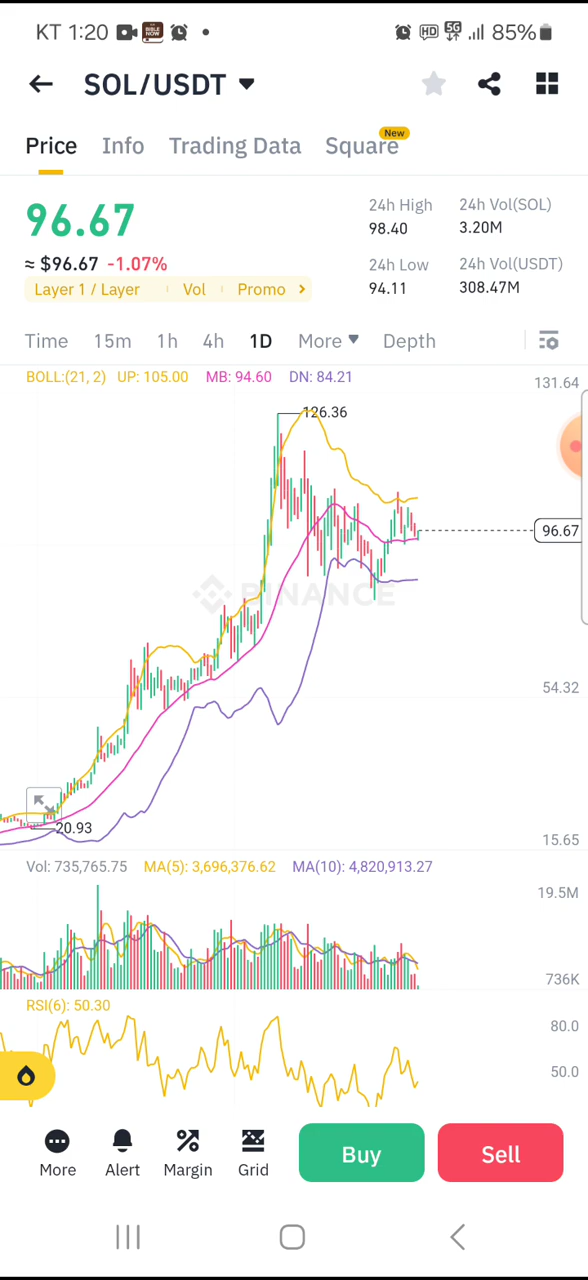 KT 1:20 BIBLE NOW HD 5G 85%
SOL/USDT
New
Price Info Trading Data Square
96.67
24h High 24h Vol(SOL)
98.40 3.20M
≈ $96.67 -1.07%
24h Low 24h Vol(USDT)
94.11 308.47M
Layer 1 / Layer Vol Promo
Time 15m 1h 4h 1D More Depth
BOLL:(21, 2) UP: 105.00 MB: 94.60 DN: 84.21
131.64
126.36
96.67
BINANCE
54.32
20.93
15.65
Vol: 735,765.75 MA(5): 3,696,376.62 MA(10): 4,820,913.27
19.5M
736K
RSI(6): 50.30
80.0
50.0
More Alert Margin Grid Buy Sell